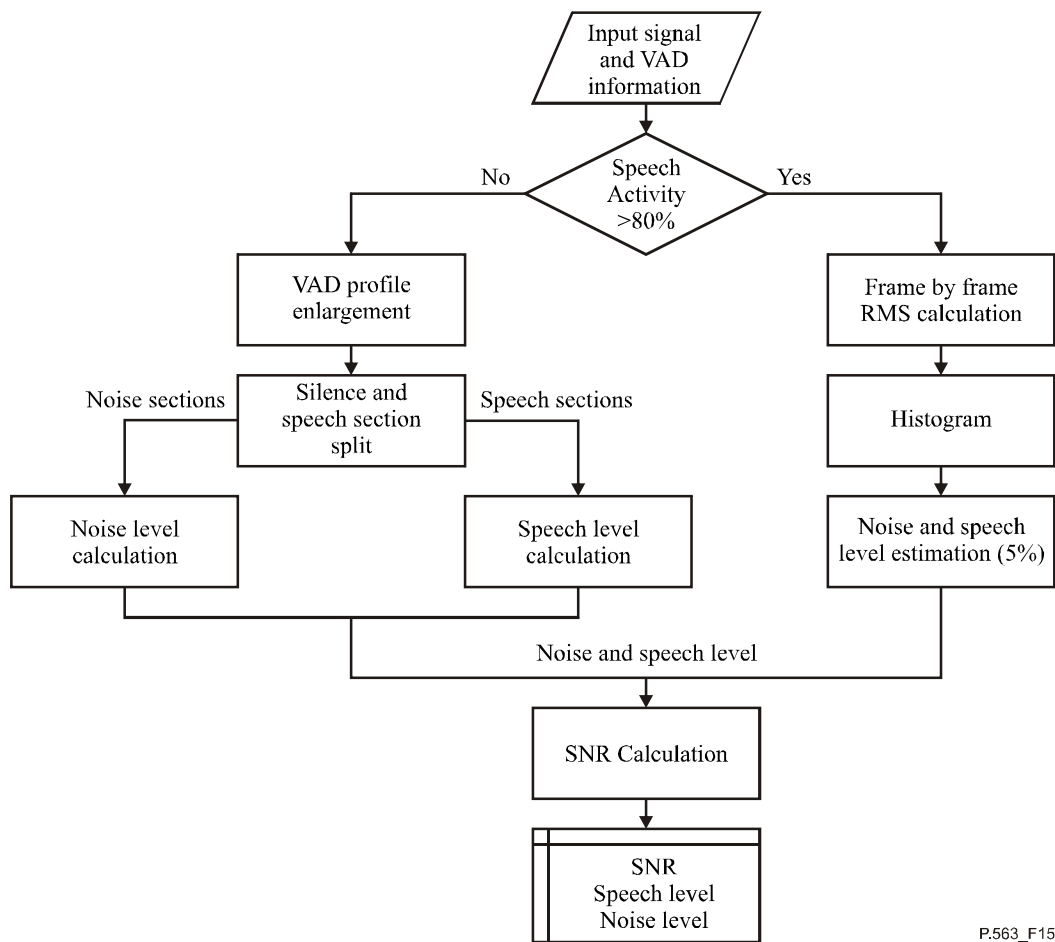 Input signal
and VAD
information
No
Speech
Activity
>80%
Yes
VAD profile
enlargement
Frame by frame
RMS calculation
Noise sections
Silence and
speech section
split
Speech sections
Histogram
Noise level
calculation
Speech level
calculation
Noise and speech
level estimation (5%)
Noise and speech level
SNR Calculation
SNR
Speech level
Noise level
P.563_F15